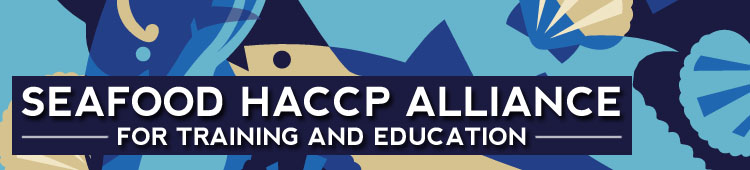 SEAFOOD HACCP ALLIANCE
FOR TRAINING AND EDUCATION